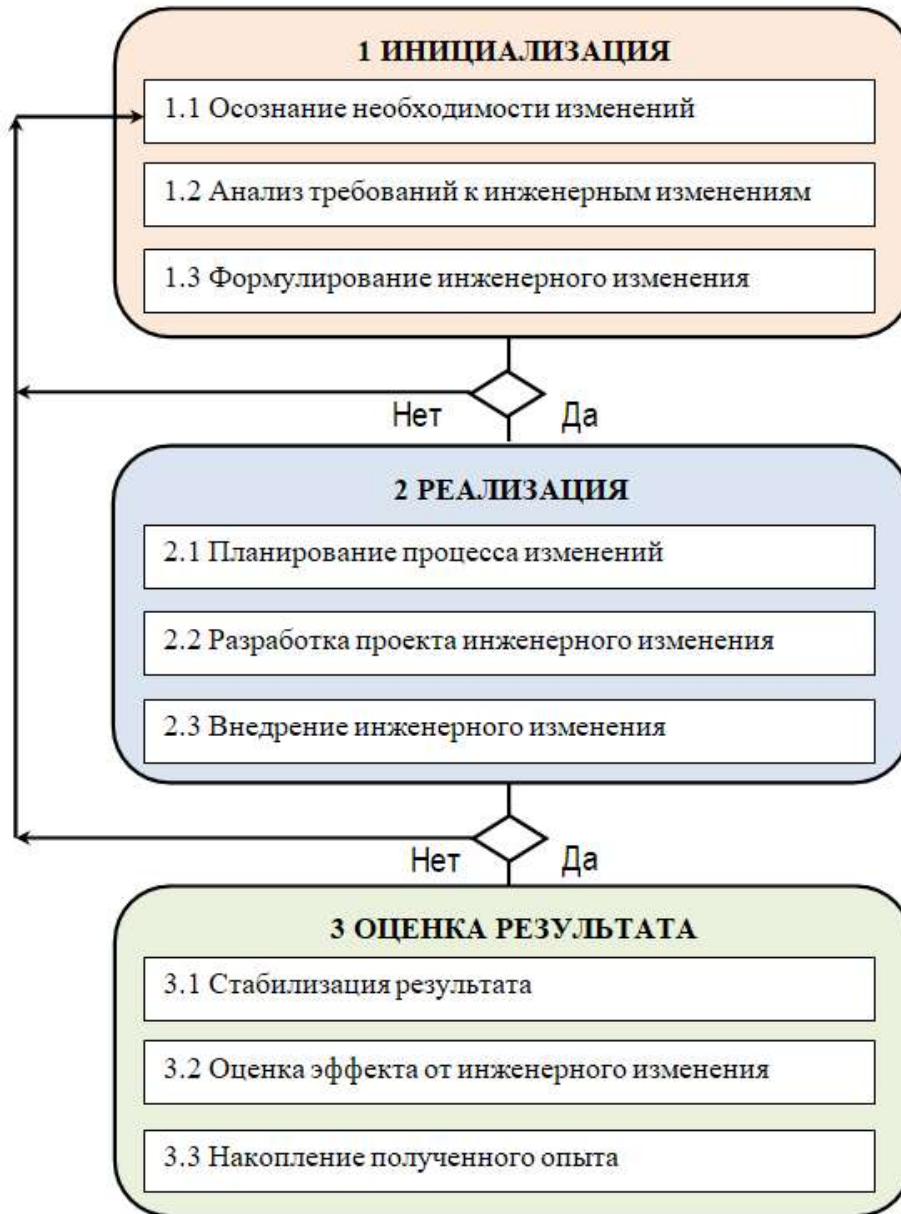 1 ИНИЦИАЛИЗАЦИЯ
1.1 Осознание необходимости изменений
1.2 Анализ требований к инженерным изменениям
1.3 Формулирование инженерного изменения
Нет Да
2 РЕАЛИЗАЦИЯ
2.1 Планирование процесса изменений
2.2 Разработка проекта инженерного изменения
2.3 Внедрение инженерного изменения
Нет Да
3 ОЦЕНКА РЕЗУЛЬТАТА
3.1 Стабилизация результата
3.2 Оценка эффекта от инженерного изменения
3.3 Накопление полученного опыта